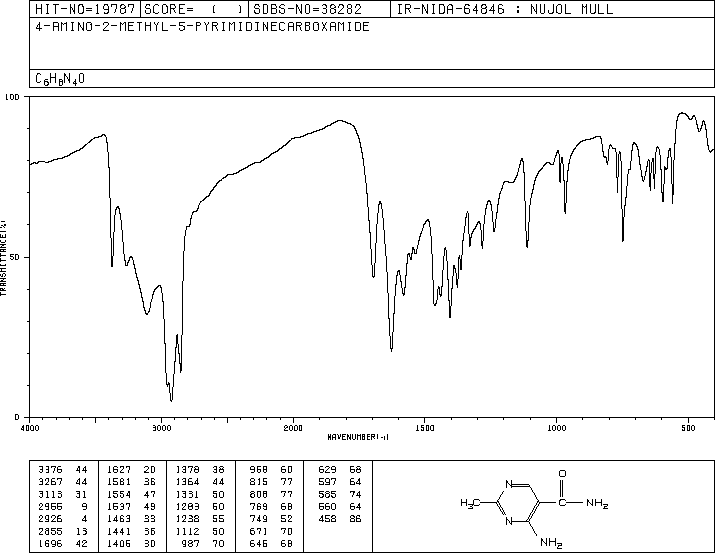 HIT-NO=19787 SCORE= ( ) SDBS-NO=38282 IR-NIDA-64846 : NUJOL MULL
4-AMINO-2-METHYL-5-PYRIMIDINECARBOXAMIDE
C6H8N4O
100
TRANSMITTANCE(%)
50
0
4000 3000 2000 1500 1000 500
WAVENUMBER(-1)
3376 44 1627 20 1378 38 968 60 629 68
3267 44 1581 36 1364 44 815 77 597 64
3113 31 1554 47 1331 50 808 77 585 74
2955 9 1537 49 1283 60 769 68 560 64
2926 4 1463 33 1238 55 749 52 458 86
2855 13 1441 36 1112 50 671 70
1696 42 1406 30 987 70 646 68
O
N
H3C
NH2
N
NH2